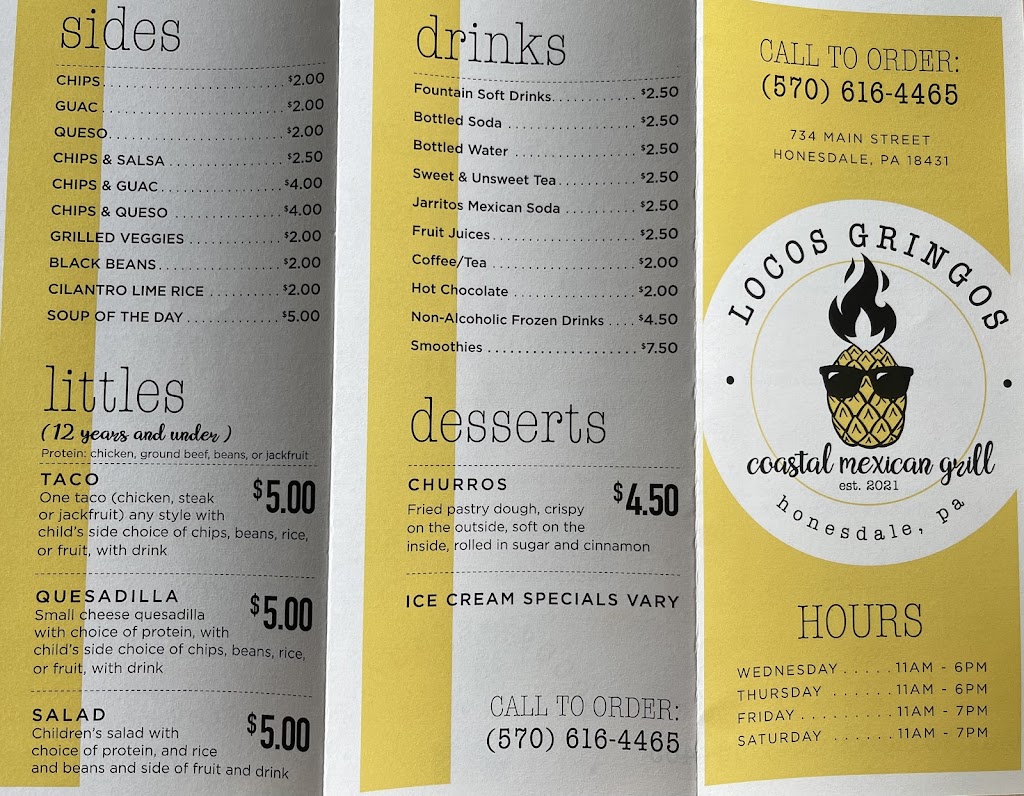 sides
CHIPS............................$2.00
GUAC............................$2.00
QUESO...........................$2.00
CHIPS & SALSA..................$2.50
CHIPS & GUAC...................$4.00
CHIPS & QUESO................$4.00
GRILLED VEGGIES..............$2.00
BLACK BEANS...................$2.00
CILANTRO LIME RICE..........$2.00
SOUP OF THE DAY..............$5.00
littles
(12 years and under)
Protein: chicken, ground beef, beans, or jackfruit
TACO $5.00
One taco (chicken, steak
or jackfruit) any style with
child's side choice of chips, beans, rice,
or fruit, with drink
QUESADILLA $5.00
Small cheese quesadilla
with choice of protein, with
child's side choice of chips, beans, rice,
or fruit, with drink
SALAD $5.00
Children's salad with
choice of protein, and rice
and beans and side of fruit and drink
drinks
Fountain Soft Drinks.............$2.50
Bottled Soda....................$2.50
Bottled Water...................$2.50
Sweet & Unsweet Tea............$2.50
Jarritos Mexican Soda...........$2.50
Fruit Juices.......................$2.50
Coffee/Tea.......................$2.00
Hot Chocolate...................$2.00
Non-Alcoholic Frozen Drinks....$4.50
Smoothies.......................$7.50
desserts
CHURROS $4.50
Fried pastry dough, crispy
on the outside, soft on the
inside, rolled in sugar and cinnamon
ICE CREAM SPECIALS VARY
CALL TO ORDER:
(570) 616-4465
CALL TO ORDER:
(570) 616-4465
734 MAIN STREET
HONESDALE, PA 18431
LOCOS GRINGOS
coastal mexican grill
est. 2021
honesdale, pa
HOURS
WEDNESDAY.....11AM - 6PM
THURSDAY......11AM - 6PM
FRIDAY.........11AM - 7PM
SATURDAY......11AM - 7PM